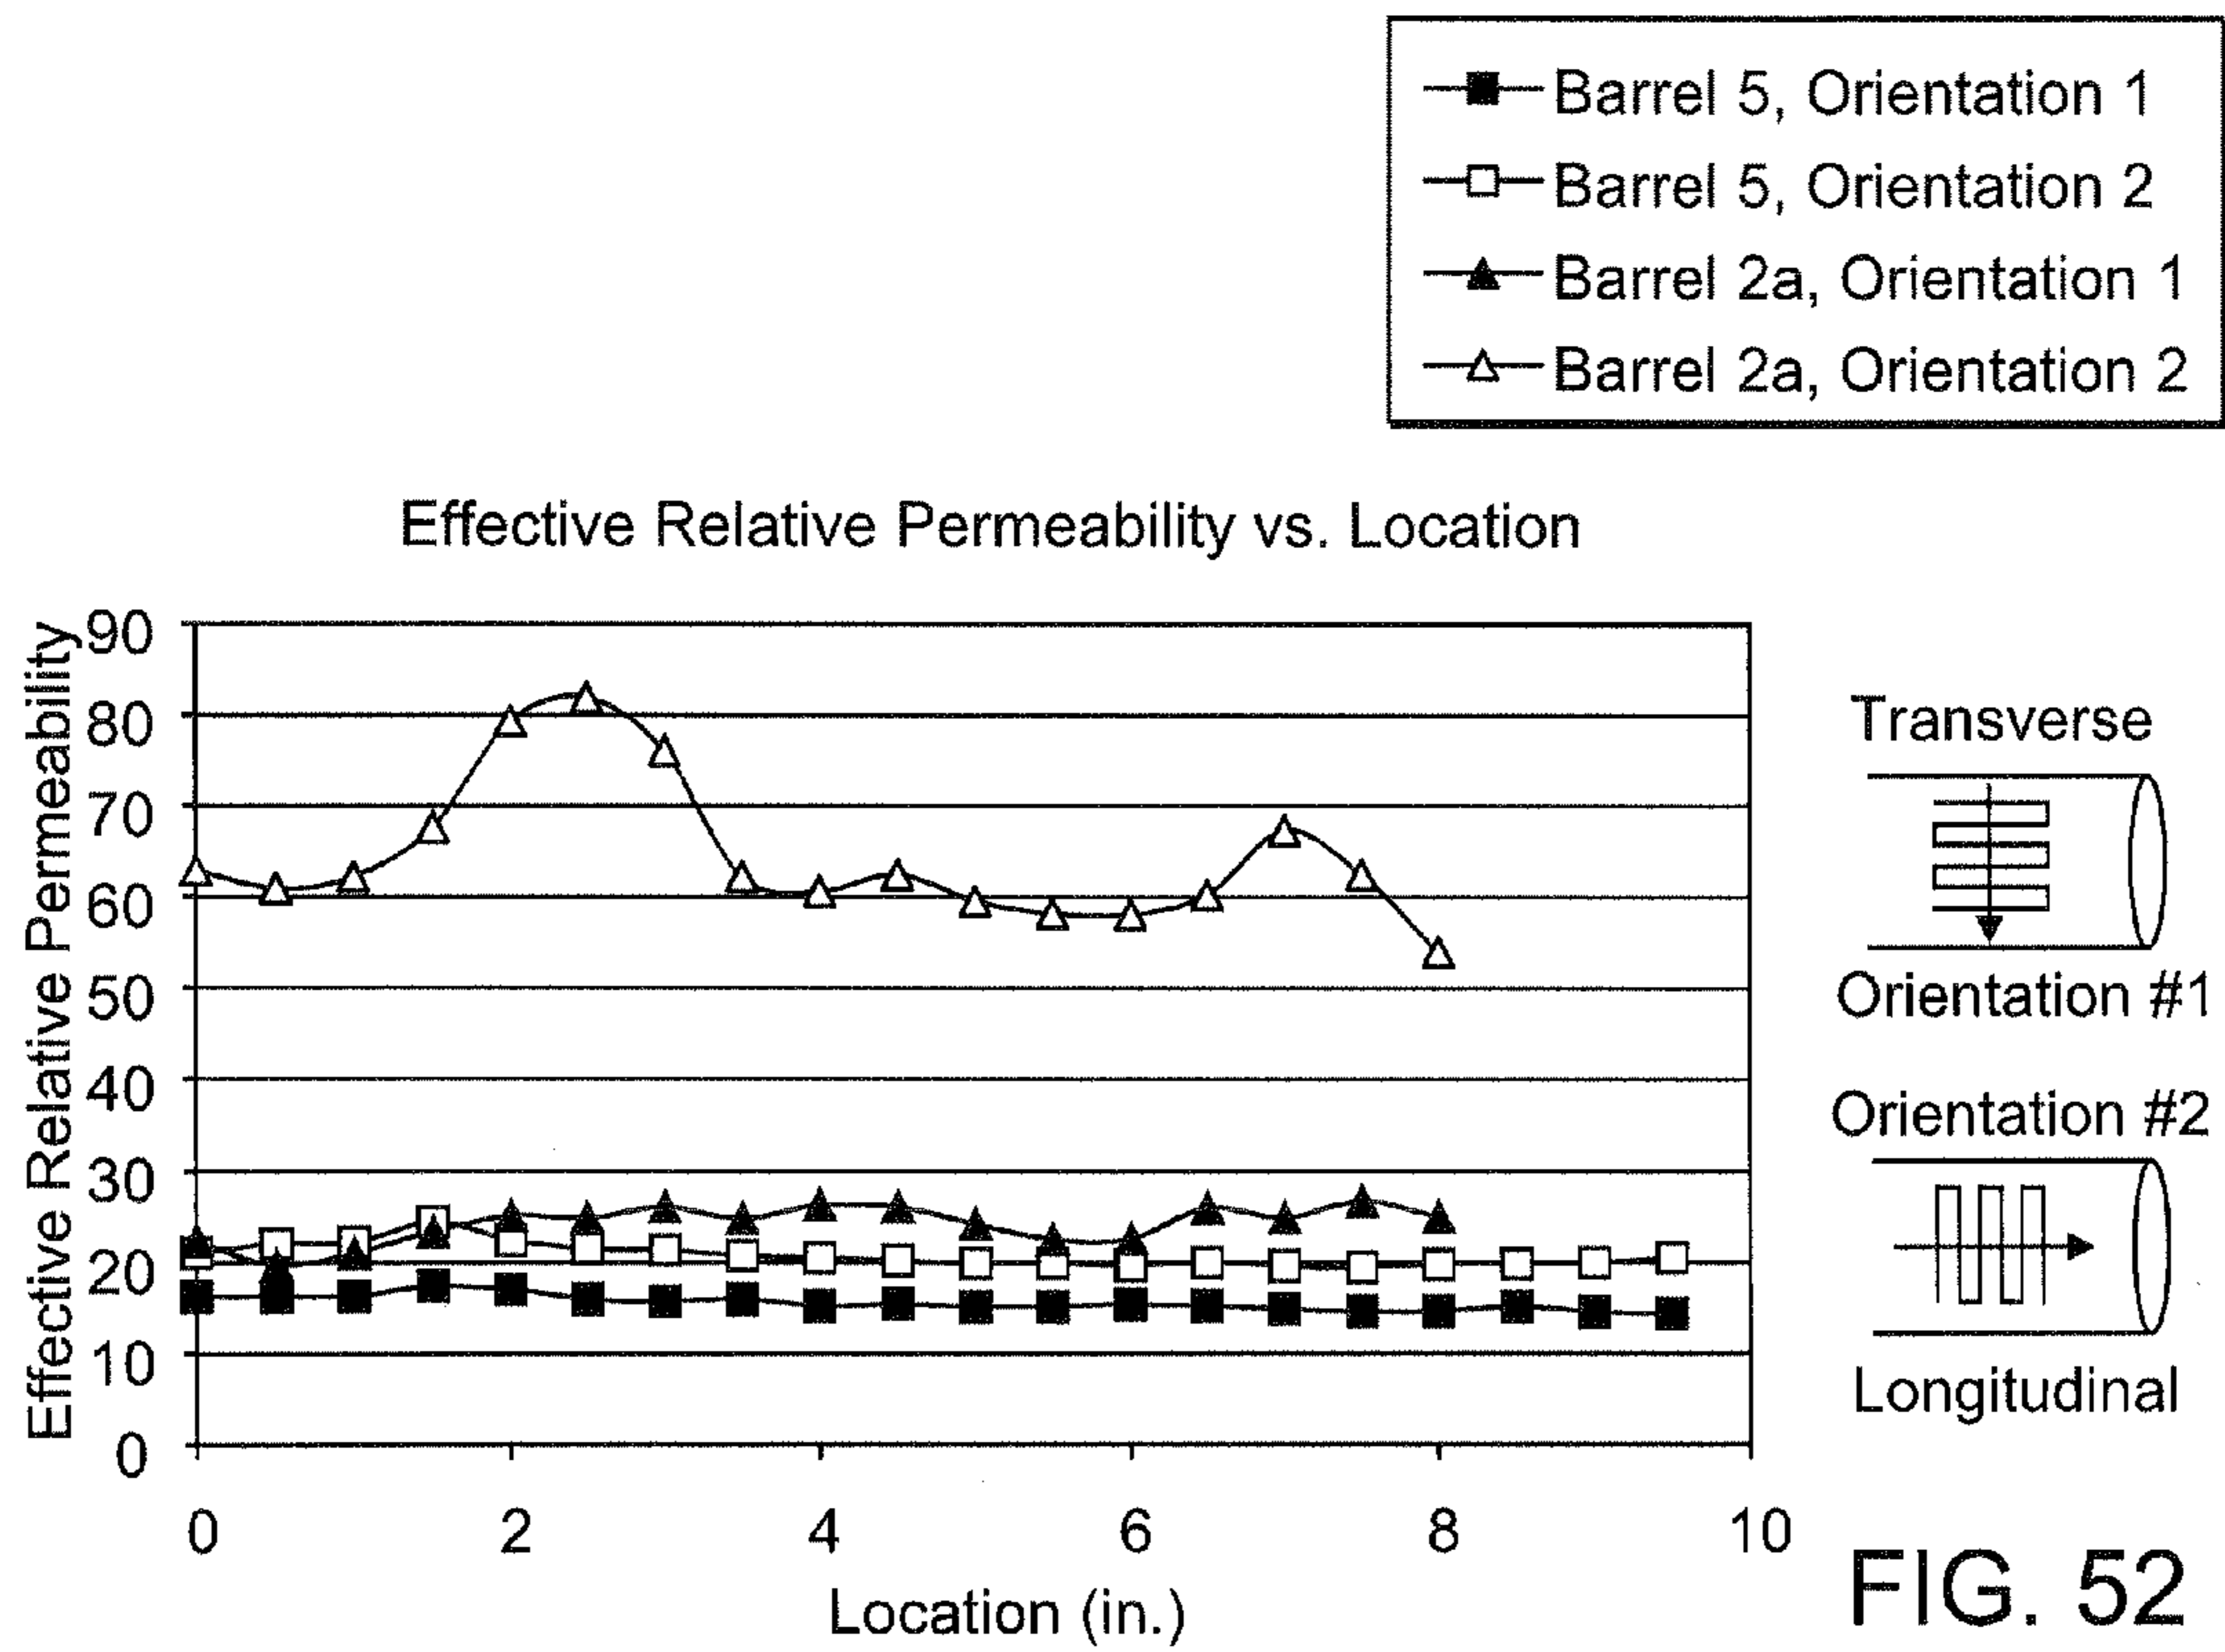 Barrel 5, Orientation 1
Barrel 5, Orientation 2
Barrel 2a, Orientation 1
Barrel 2a, Orientation 2
Effective Relative Permeability vs. Location
Effective Relative Permeability
90
80
70
60
50
40
30
20
10
0
0 2 4 6 8 10
Location (in.)
Transverse
Orientation #1
Orientation #2
Longitudinal
FIG. 52